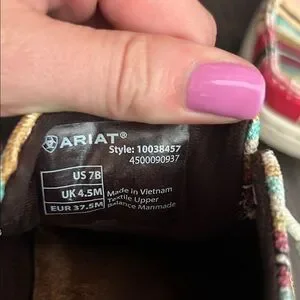 ARIAT®
Style: 10038457
4500090937
US 7B
UK 4.5M
EUR 37.5M
Made in Vietnam
Textile Upper
Balance Manmade